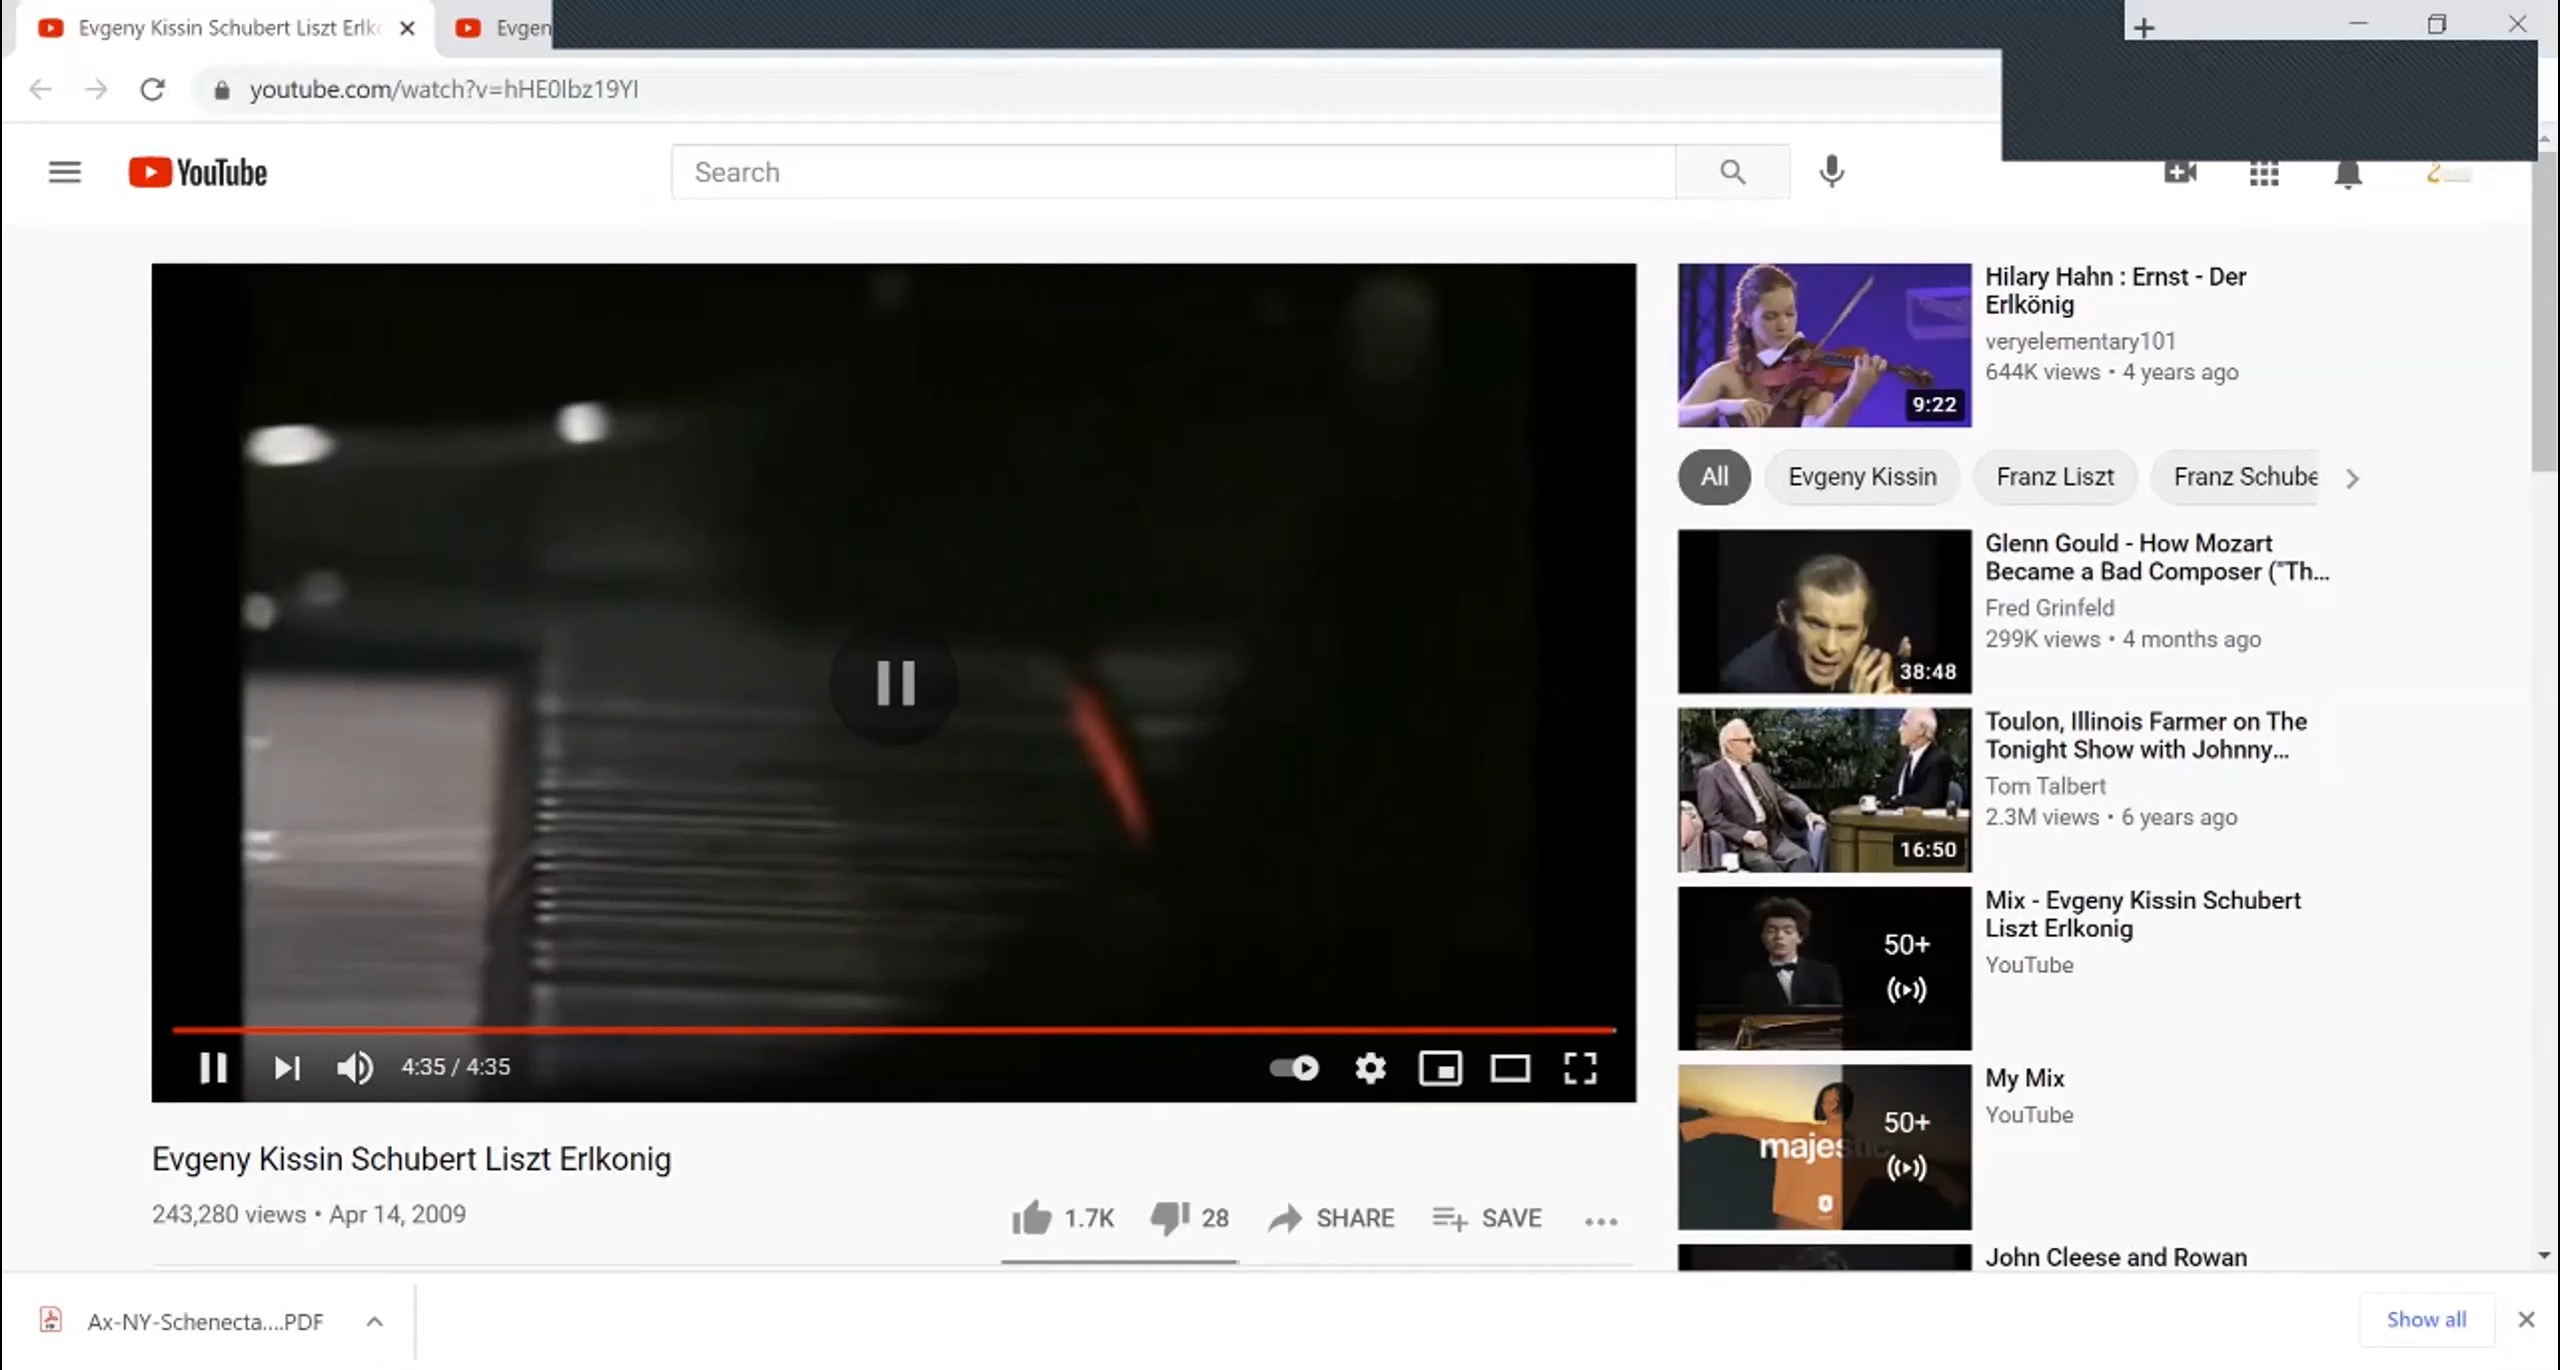 Evgeny Kissin Schubert Liszt Erlk
Evgen
youtube.com/watch?v=hHE0lbz19YI
YouTube
Search
4:35 / 4:35
Evgeny Kissin Schubert Liszt Erlkonig
243,280 views • Apr 14, 2009
1.7K
28
SHARE
SAVE
Hilary Hahn : Ernst - Der
Erlkönig
veryelementary101
644K views • 4 years ago
9:22
All
Evgeny Kissin
Franz Liszt
Franz Schube
Glenn Gould - How Mozart
Became a Bad Composer ("Th...
Fred Grinfeld
299K views • 4 months ago
38:48
Toulon, Illinois Farmer on The
Tonight Show with Johnny...
Tom Talbert
2.3M views • 6 years ago
16:50
Mix - Evgeny Kissin Schubert
Liszt Erlkonig
YouTube
50+
My Mix
YouTube
50+
majestic
John Cleese and Rowan
Ax-NY-Schenecta....PDF
Show all